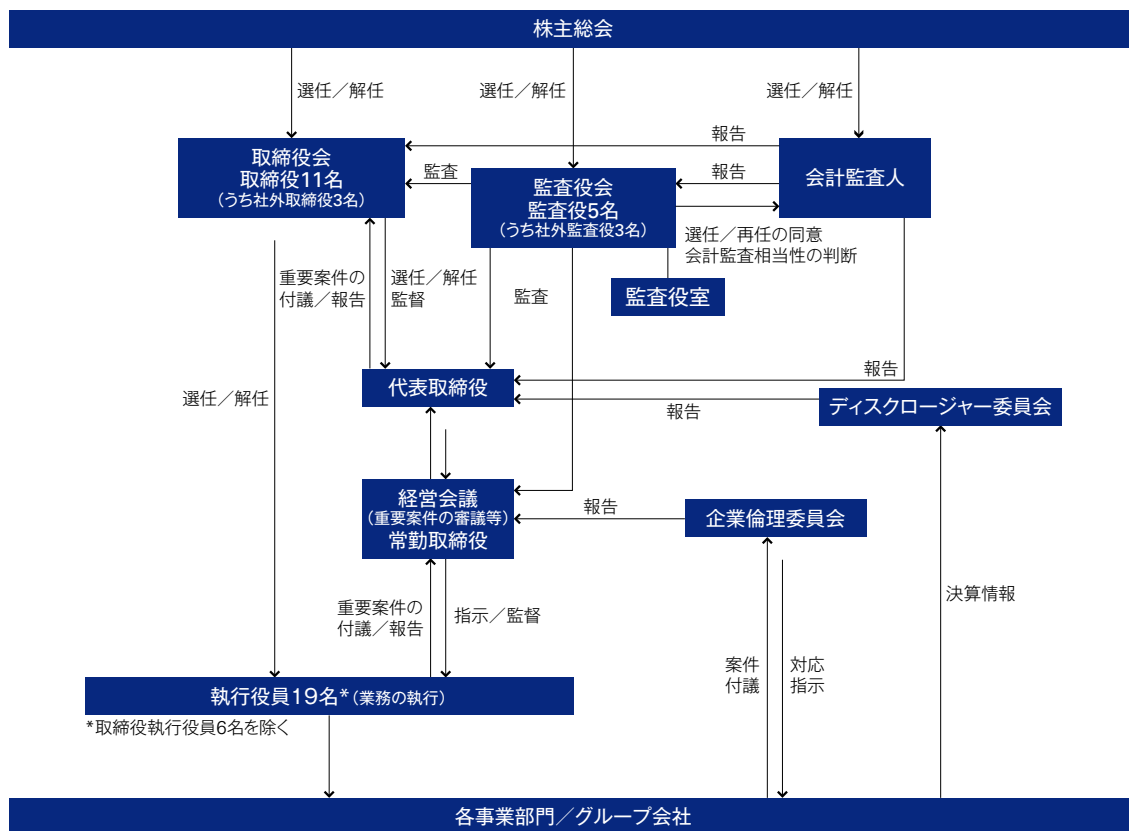 株主総会
選任／解任
選任／解任
選任／解任
取締役会
取締役11名
（うち社外取締役3名）
報告
会計監査人
監査
報告
監査役会
監査役5名
（うち社外監査役3名）
選任／再任の同意
会計監査相当性の判断
監査役室
重要案件の
付議／報告
選任／解任
監督
監査
選任／解任
代表取締役
報告
報告
ディスクロージャー委員会
経営会議
（重要案件の審議等）
常勤取締役
報告
企業倫理委員会
重要案件の
付議／報告
指示／監督
案件
付議
対応
指示
決算情報
執行役員19名*（業務の執行）
*取締役執行役員6名を除く
各事業部門／グループ会社